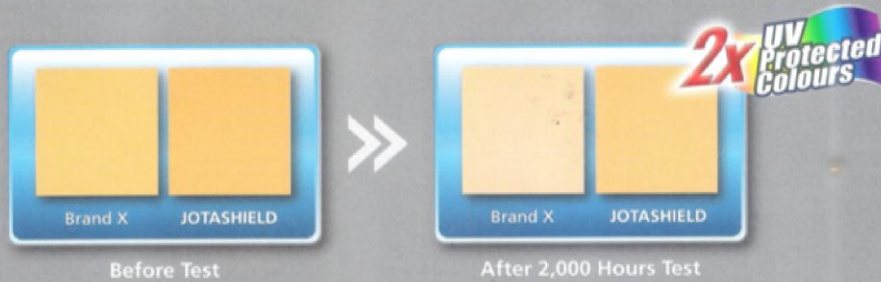 2x UV
Protected
Colours
Brand X JOTASHIELD
Brand X JOTASHIELD
Before Test
After 2,000 Hours Test